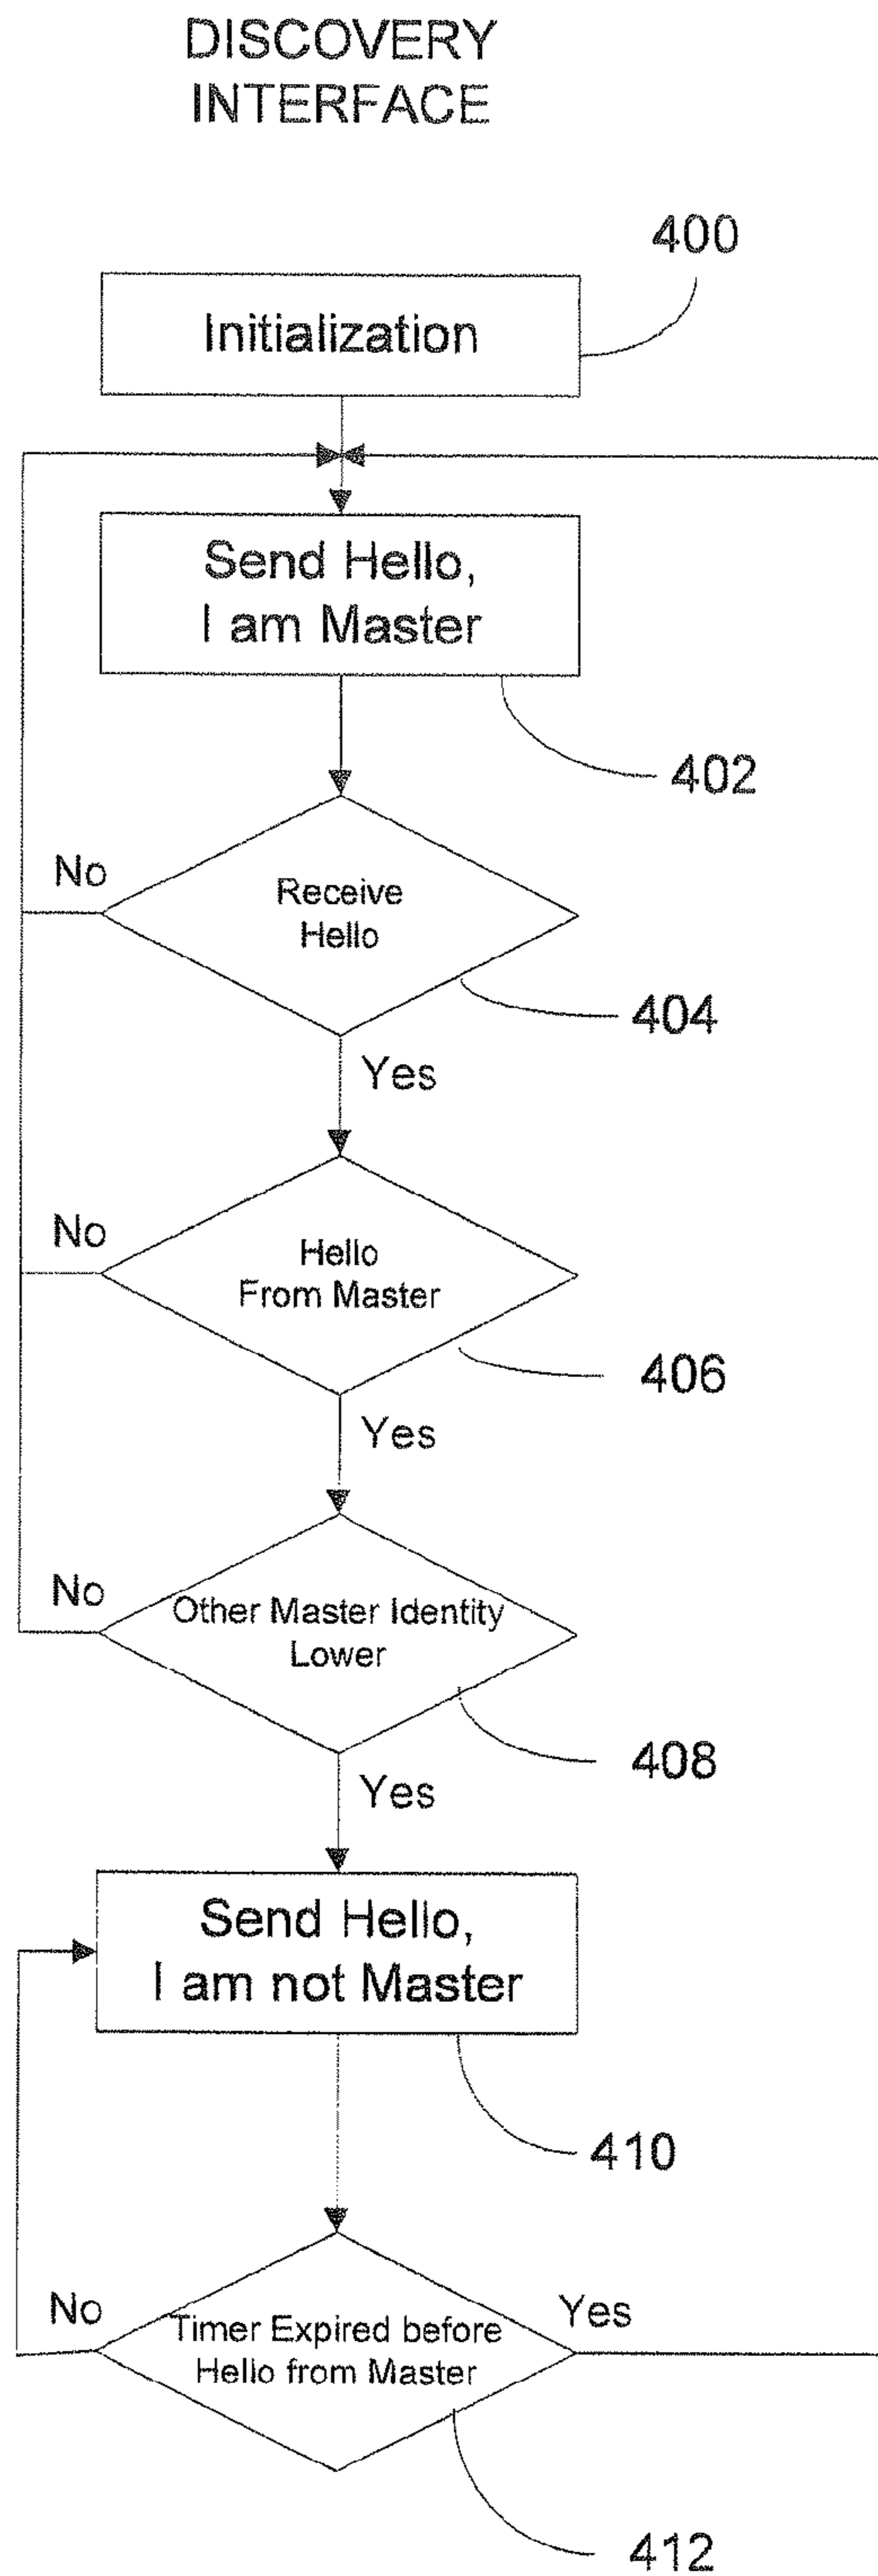 DISCOVERY
INTERFACE
400
Initialization
Send Hello,
I am Master
402
No
Receive
Hello
404
Yes
No
Hello
From Master
406
Yes
No
Other Master Identity
Lower
408
Yes
Send Hello,
I am not Master
410
No
Timer Expired before
Hello from Master
Yes
412